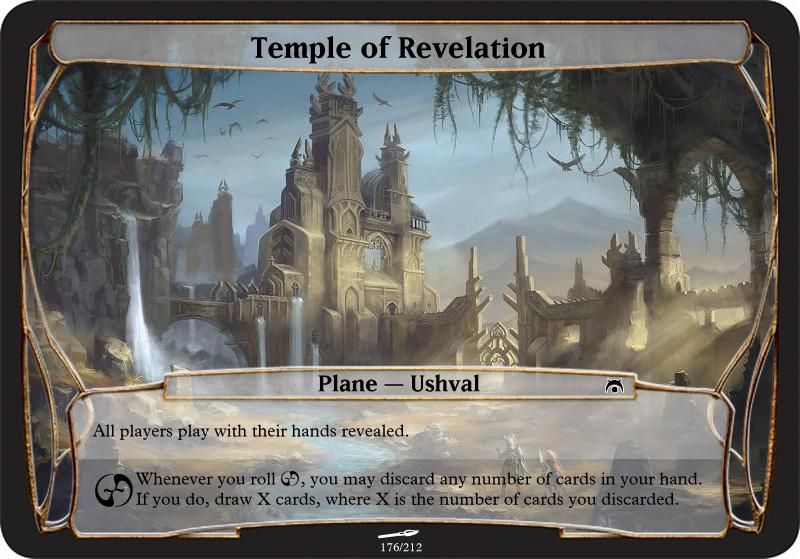 Temple of Revelation
Plane — Ushval
All players play with their hands revealed.
Whenever you roll , you may discard any number of cards in your hand.
If you do, draw X cards, where X is the number of cards you discarded.
176/212